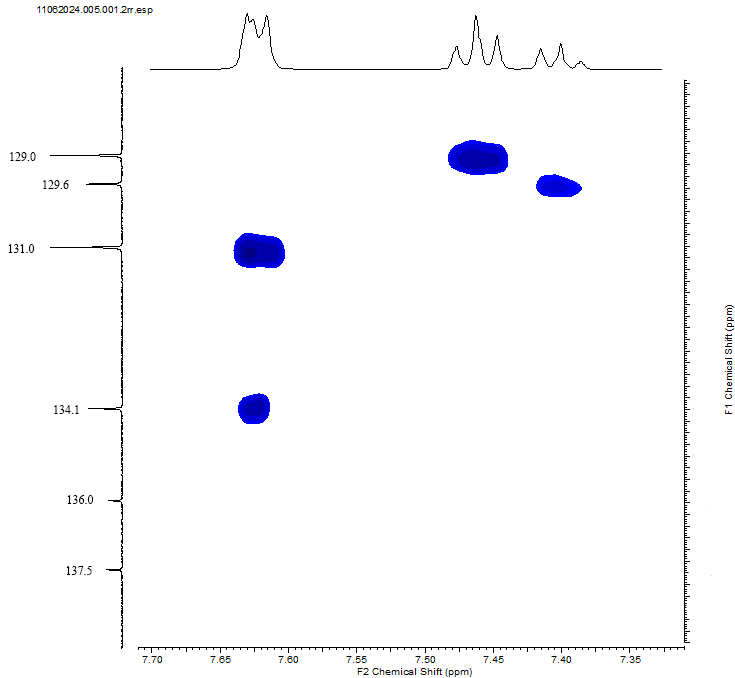 11062024.005.001.2rr.esp
129.0
129.6
131.0
134.1
136.0
137.5
7.70 7.65 7.60 7.55 7.50 7.45 7.40 7.35
F2 Chemical Shift (ppm)
F1 Chemical Shift (ppm)